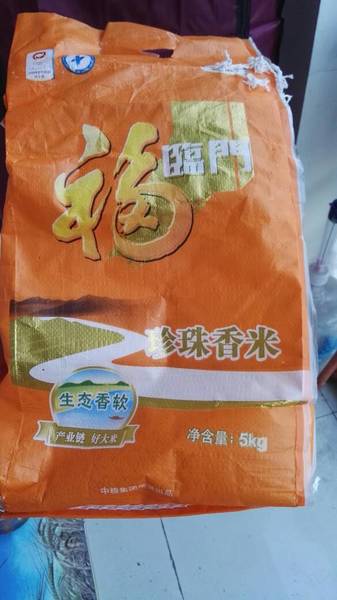 福
臨門
珍珠香米
生态香软
产业链 好大米
净含量: 5kg